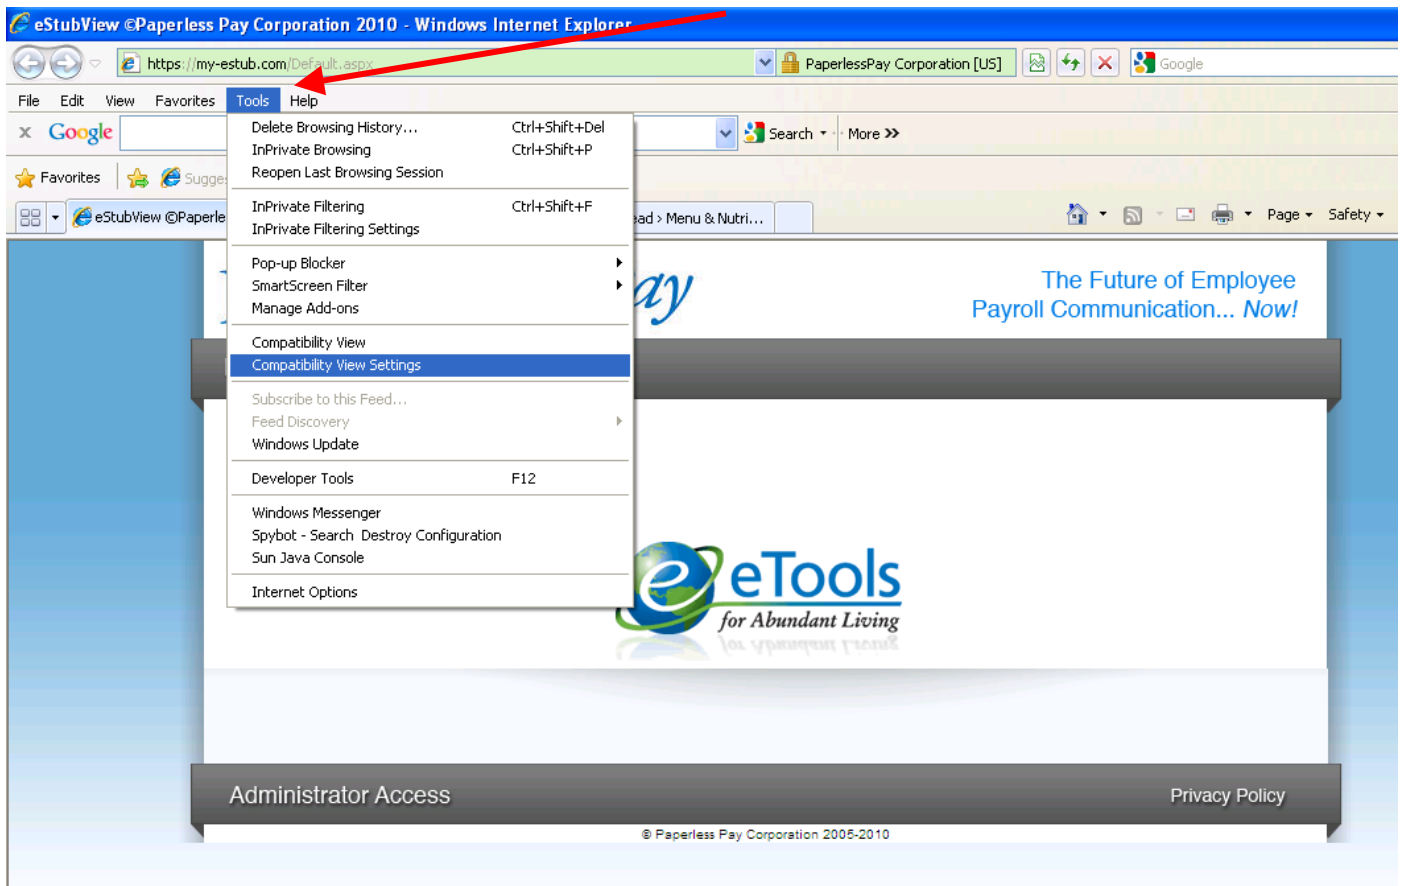 eStubView ©Paperless Pay Corporation 2010 - Windows Internet Explorer
https://my-estub.com/Default.aspx PaperlessPay Corporation [US] Google
File Edit View Favorites Tools Help
x Google Search More >>
Favorites
eStubView ©Paperle Menu & Nutri... Page Safety
Delete Browsing History... Ctrl+Shift+Del
InPrivate Browsing Ctrl+Shift+P
Reopen Last Browsing Session
InPrivate Filtering Ctrl+Shift+F
InPrivate Filtering Settings
Pop-up Blocker
SmartScreen Filter
Manage Add-ons
Compatibility View
Compatibility View Settings
Subscribe to this Feed...
Feed Discovery
Windows Update
Developer Tools F12
Windows Messenger
Spybot - Search Destroy Configuration
Sun Java Console
Internet Options
ay
The Future of Employee
Payroll Communication... Now!
eTools
for Abundant Living
Administrator Access Privacy Policy
© Paperless Pay Corporation 2005-2010